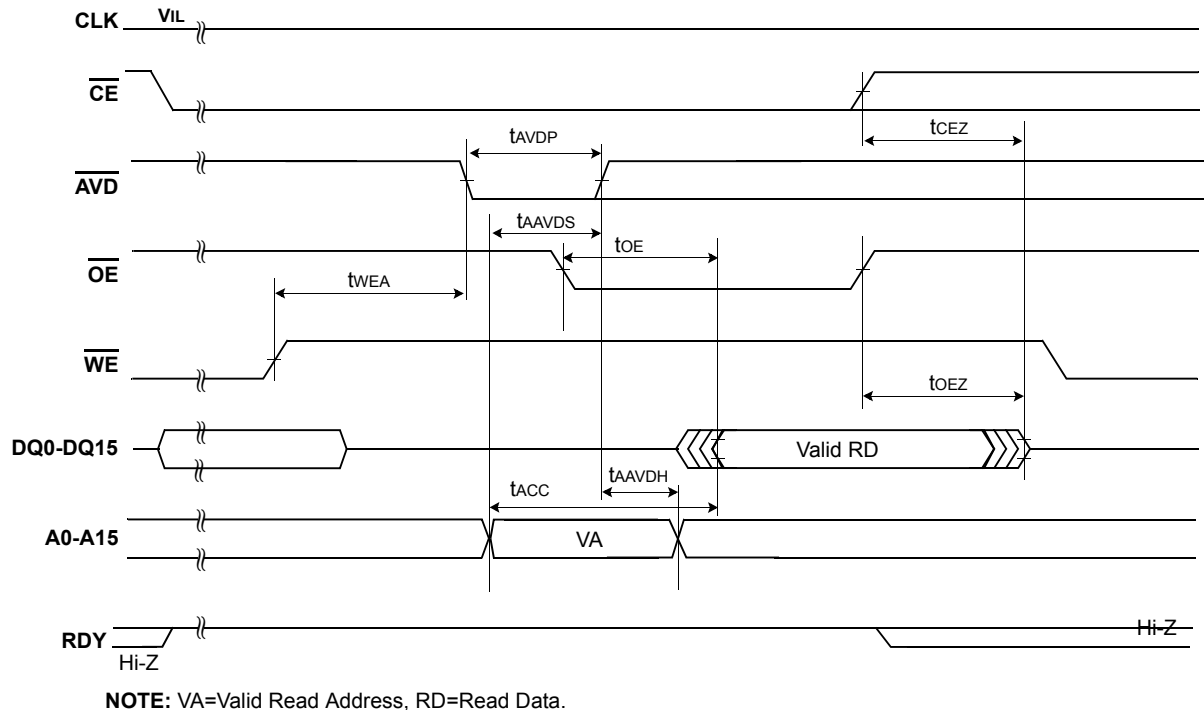 CLK VIL
CE
tCEZ
tAVDP
AVD
tAAVDS
tOE
OE
tWEA
WE
tOEZ
DQ0-DQ15 Valid RD
tAAVDH
tACC
A0-A15 VA
RDY Hi-Z
Hi-Z
NOTE: VA=Valid Read Address, RD=Read Data.